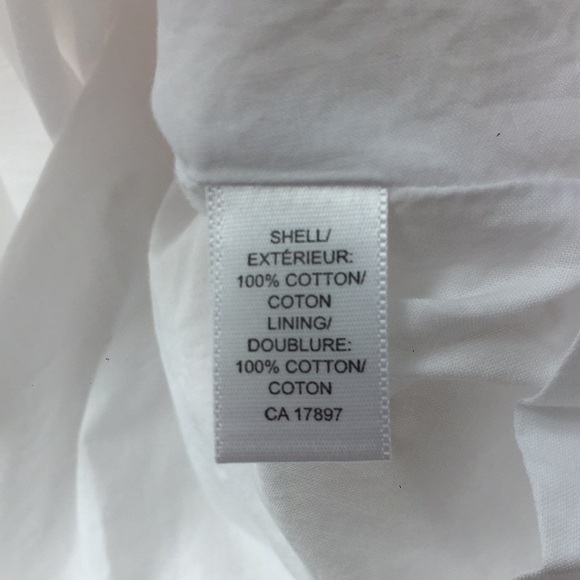 SHELL/
EXTÉRIEUR:
100% COTTON/
COTON
LINING/
DOUBLURE:
100% COTTON/
COTON
CA 17897